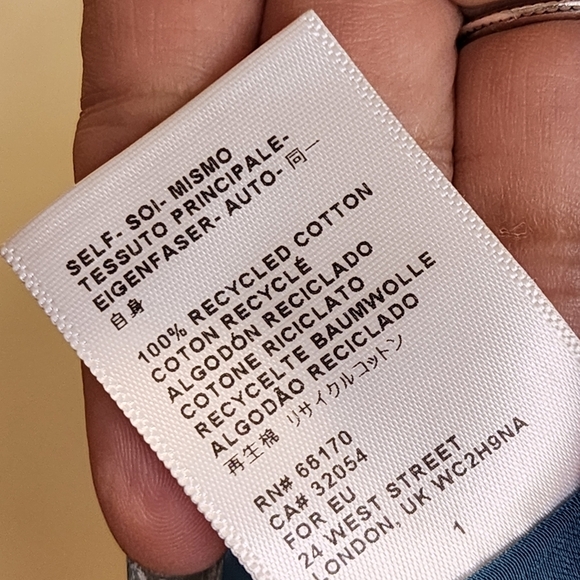 SELF- SOI- MISMO
TESSUTO PRINCIPALE-
EIGENFASER- AUTO- 同一
自身
100% RECYCLED COTTON
COTON RECYCLÉ
ALGODÓN RECICLADO
COTONE RICICLATO
RECYCELTE BAUMWOLLE
ALGODÃO RECICLADO
再生棉 リサイクルコットン
RN# 66170
CA# 32054
FOR EU
24 WEST STREET
LONDON, UK WC2H9NA
1